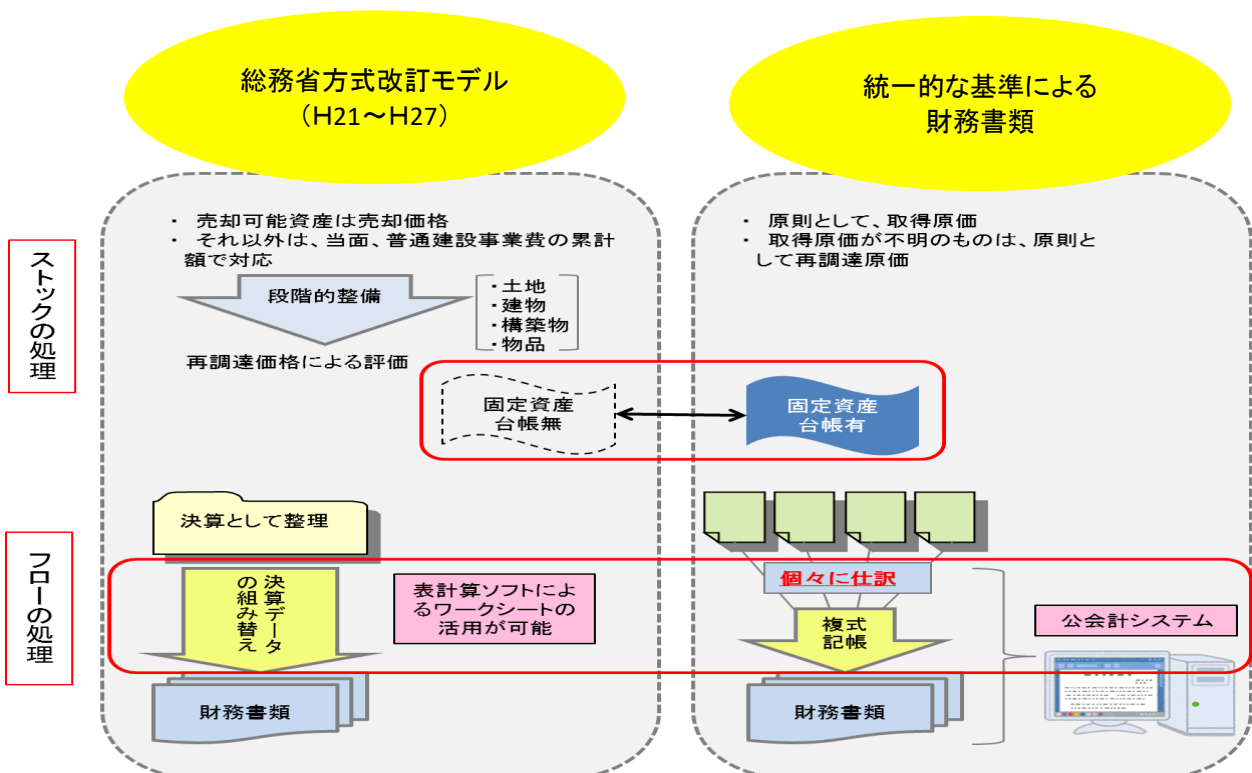 総務省方式改訂モデル
（H21～H27）
統一的な基準による
財務書類
ストックの処理
・ 売却可能資産は売却価格
・ それ以外は、当面、普通建設事業費の累計
額で対応
段階的整備
・土地
・建物
・構築物
・物品
再調達価格による評価
・ 原則として、取得原価
・ 取得原価が不明のものは、原則と
して再調達原価
固定資産
台帳無
固定資産
台帳有
フローの処理
決算として整理
決算データ
の組み替え
表計算ソフトによ
るワークシートの
活用が可能
財務書類
個々に仕訳
複式
記帳
公会計システム
財務書類